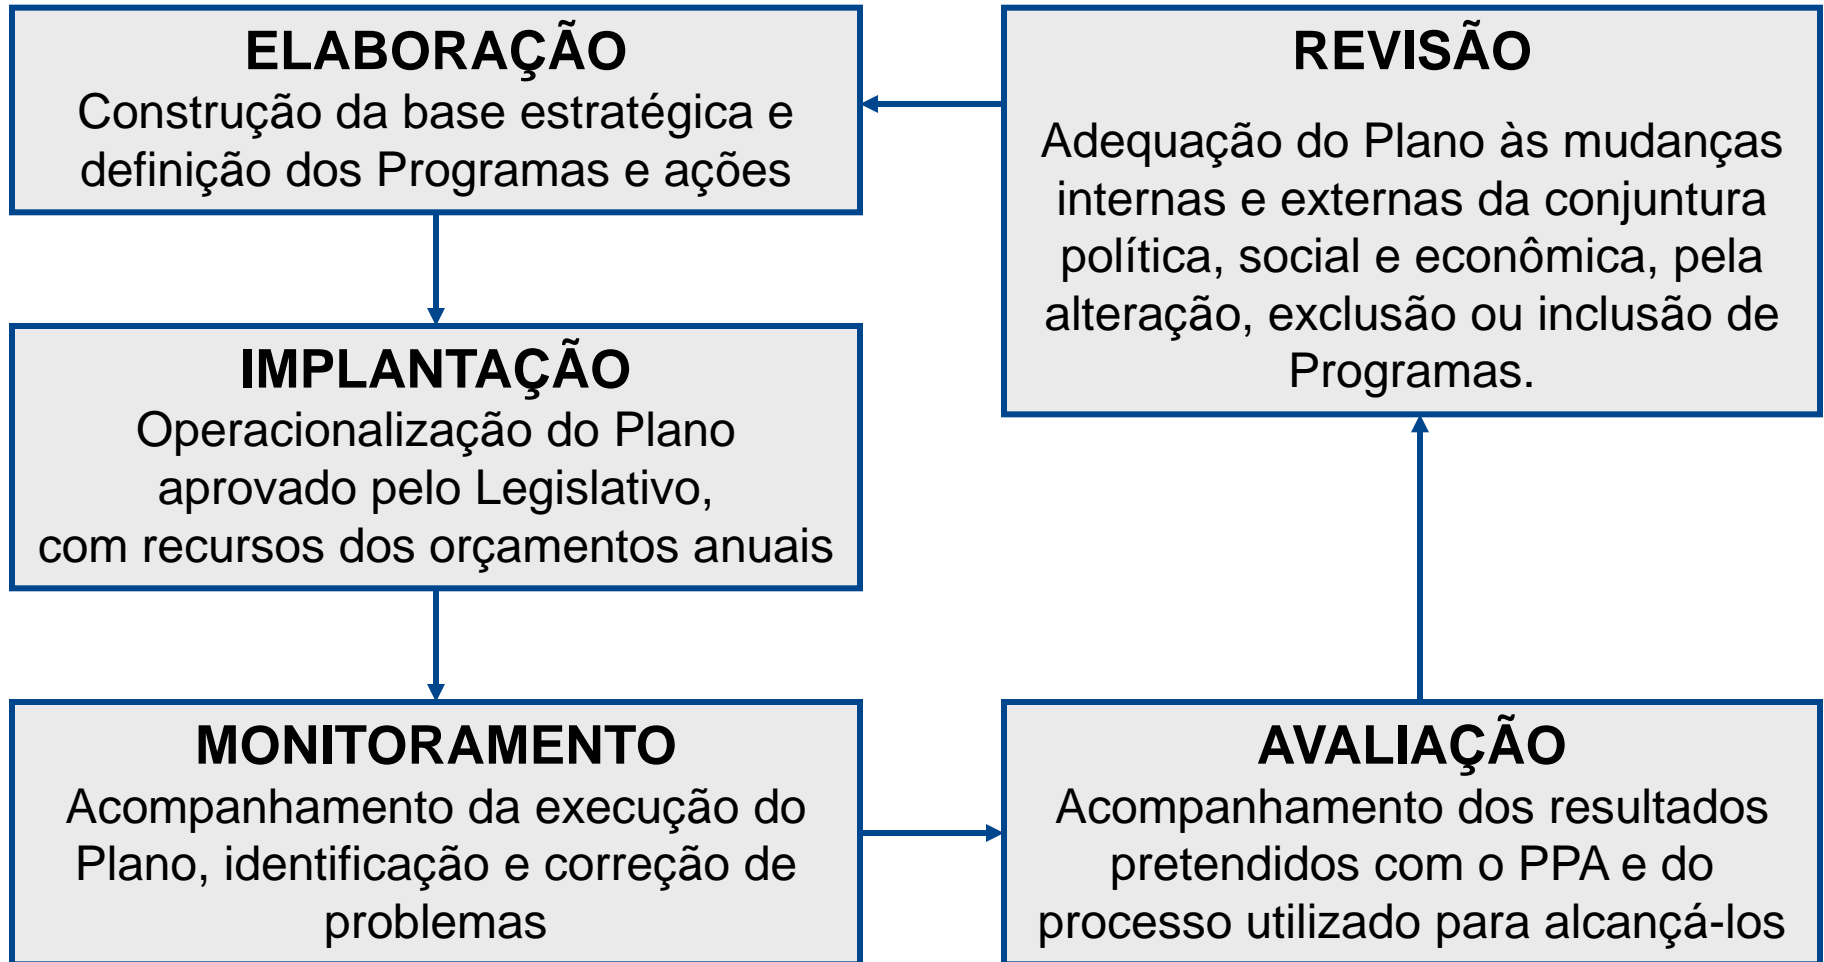 ELABORAÇÃO
Construção da base estratégica e
definição dos Programas e ações
IMPLANTAÇÃO
Operacionalização do Plano
aprovado pelo Legislativo,
com recursos dos orçamentos anuais
MONITORAMENTO
Acompanhamento da execução do
Plano, identificação e correção de
problemas
AVALIAÇÃO
Acompanhamento dos resultados
pretendidos com o PPA e do
processo utilizado para alcançá-los
REVISÃO
Adequação do Plano às mudanças
internas e externas da conjuntura
política, social e econômica, pela
alteração, exclusão ou inclusão de
Programas.